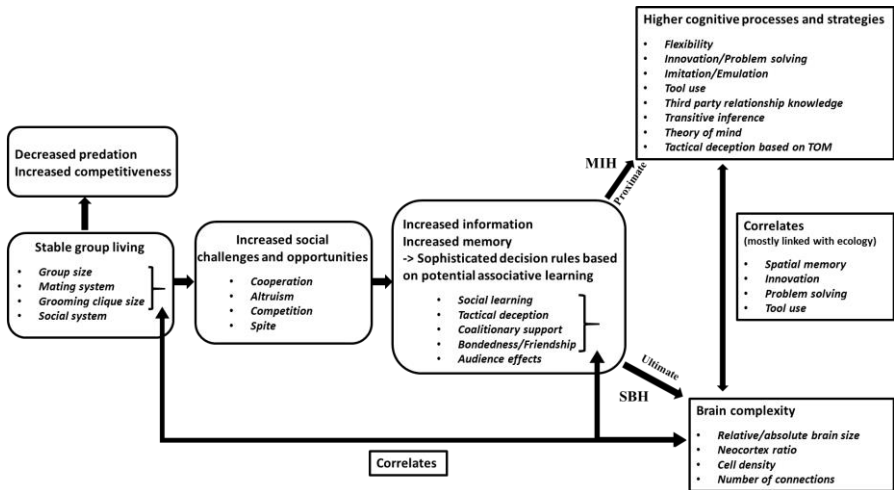 Higher cognitive processes and strategies
• Flexibility
• Innovation/Problem solving
• Imitation/Emulation
• Tool use
• Third party relationship knowledge
• Transitive inference
• Theory of mind
• Tactical deception based on TOM
Decreased predation
Increased competitiveness
MIH
Proximate
Stable group living
• Group size
• Mating system
• Grooming clique size
• Social system
Increased social
challenges and opportunities
• Cooperation
• Altruism
• Competition
• Spite
Increased information
Increased memory
-> Sophisticated decision rules based
on potential associative learning
• Social learning
• Tactical deception
• Coalitionary support
• Bondedness/Friendship
• Audience effects
Correlates
(mostly linked with ecology)
• Spatial memory
• Innovation
• Problem solving
• Tool use
Ultimate
SBH
Brain complexity
• Relative/absolute brain size
• Neocortex ratio
• Cell density
• Number of connections
Correlates